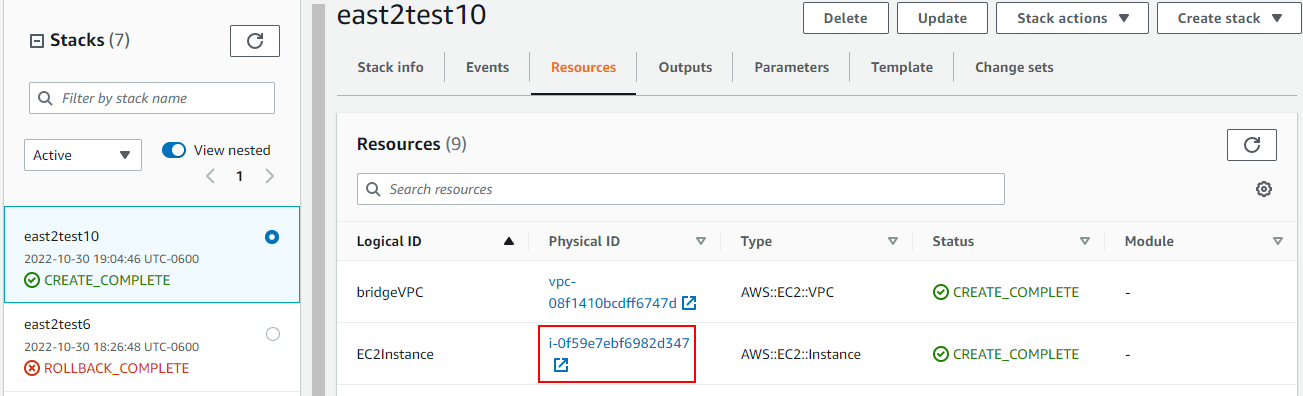 Stacks (7)
Filter by stack name
Active
View nested
1
east2test10
2022-10-30 19:04:46 UTC-0600
CREATE_COMPLETE
east2test6
2022-10-30 18:26:48 UTC-0600
ROLLBACK_COMPLETE
east2test10
Delete Update Stack actions Create stack
Stack info Events Resources Outputs Parameters Template Change sets
Resources (9)
Search resources
Logical ID Physical ID Type Status Module
bridgeVPC vpc-
08f1410bcdff6747d AWS::EC2::VPC CREATE_COMPLETE -
EC2Instance i-0f59e7ebf6982d347 AWS::EC2::Instance CREATE_COMPLETE -